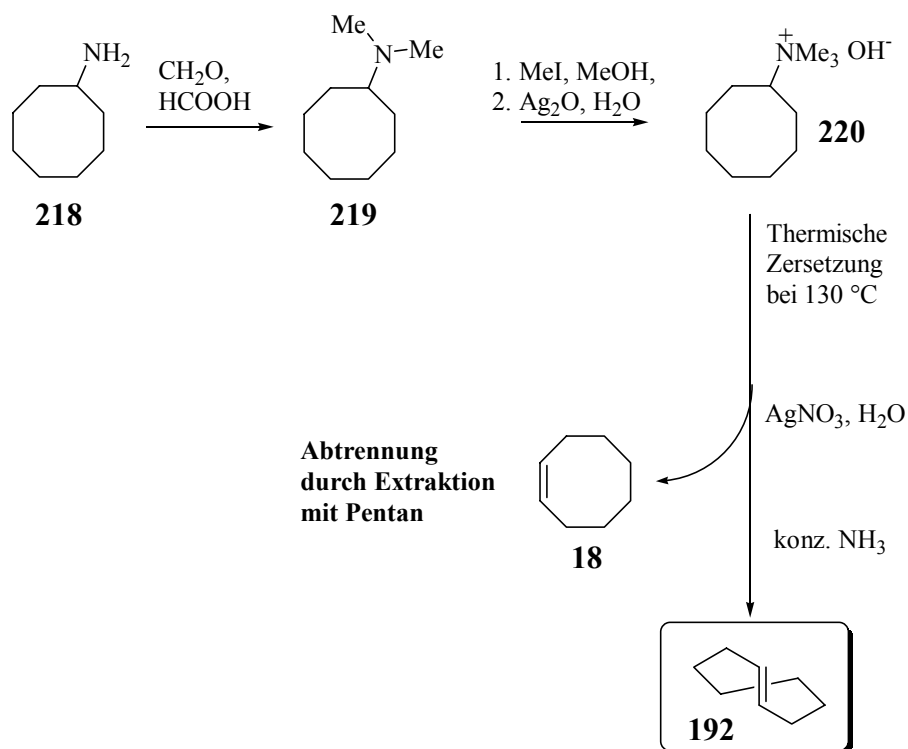 NH₂
218
CH₂O,
HCOOH
Me
N Me
219
1. MeI, MeOH,
2. Ag₂O, H₂O
+
NMe₃ OH⁻
220
Thermische
Zersetzung
bei 130 °C
AgNO₃, H₂O
Abtrennung
durch Extraktion
mit Pentan
18
konz. NH₃
192